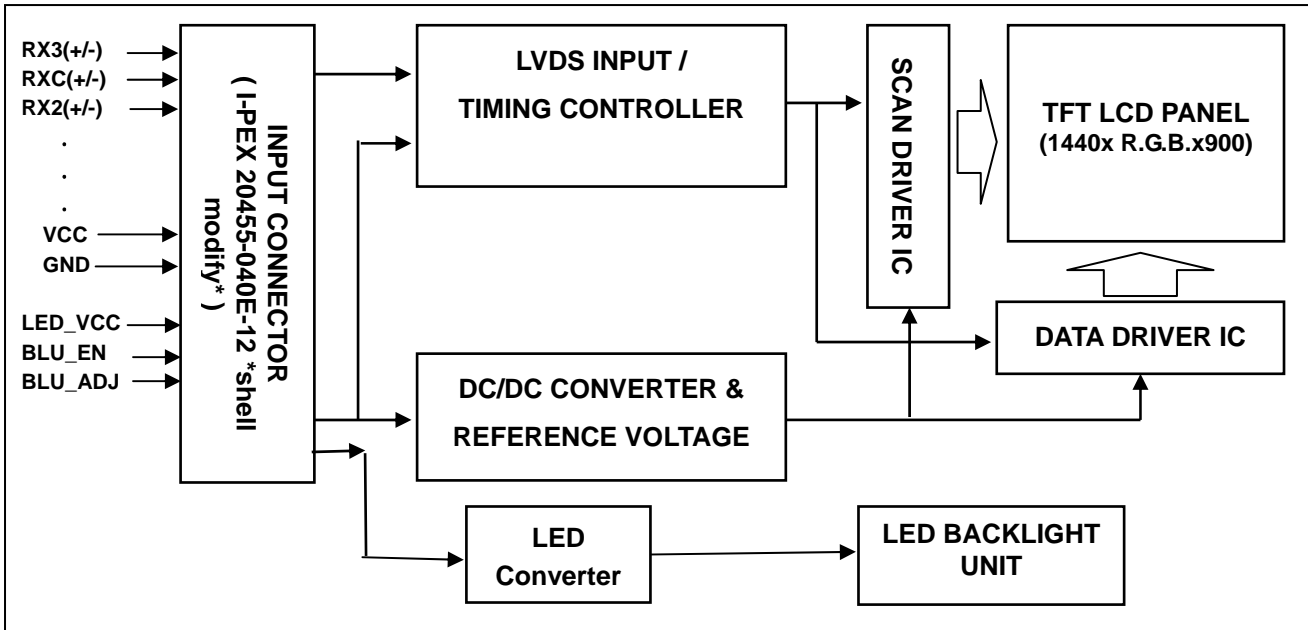 RX3(+/-)
RXC(+/-)
RX2(+/-)
.
.
.
VCC
GND
LED_VCC
BLU_EN
BLU_ADJ
INPUT CONNECTOR
( I-PEX 20455-040E-12 *shell
modify* )
LVDS INPUT /
TIMING CONTROLLER
DC/DC CONVERTER &
REFERENCE VOLTAGE
LED
Converter
SCAN DRIVER IC
TFT LCD PANEL
(1440x R.G.B.x900)
DATA DRIVER IC
LED BACKLIGHT
UNIT